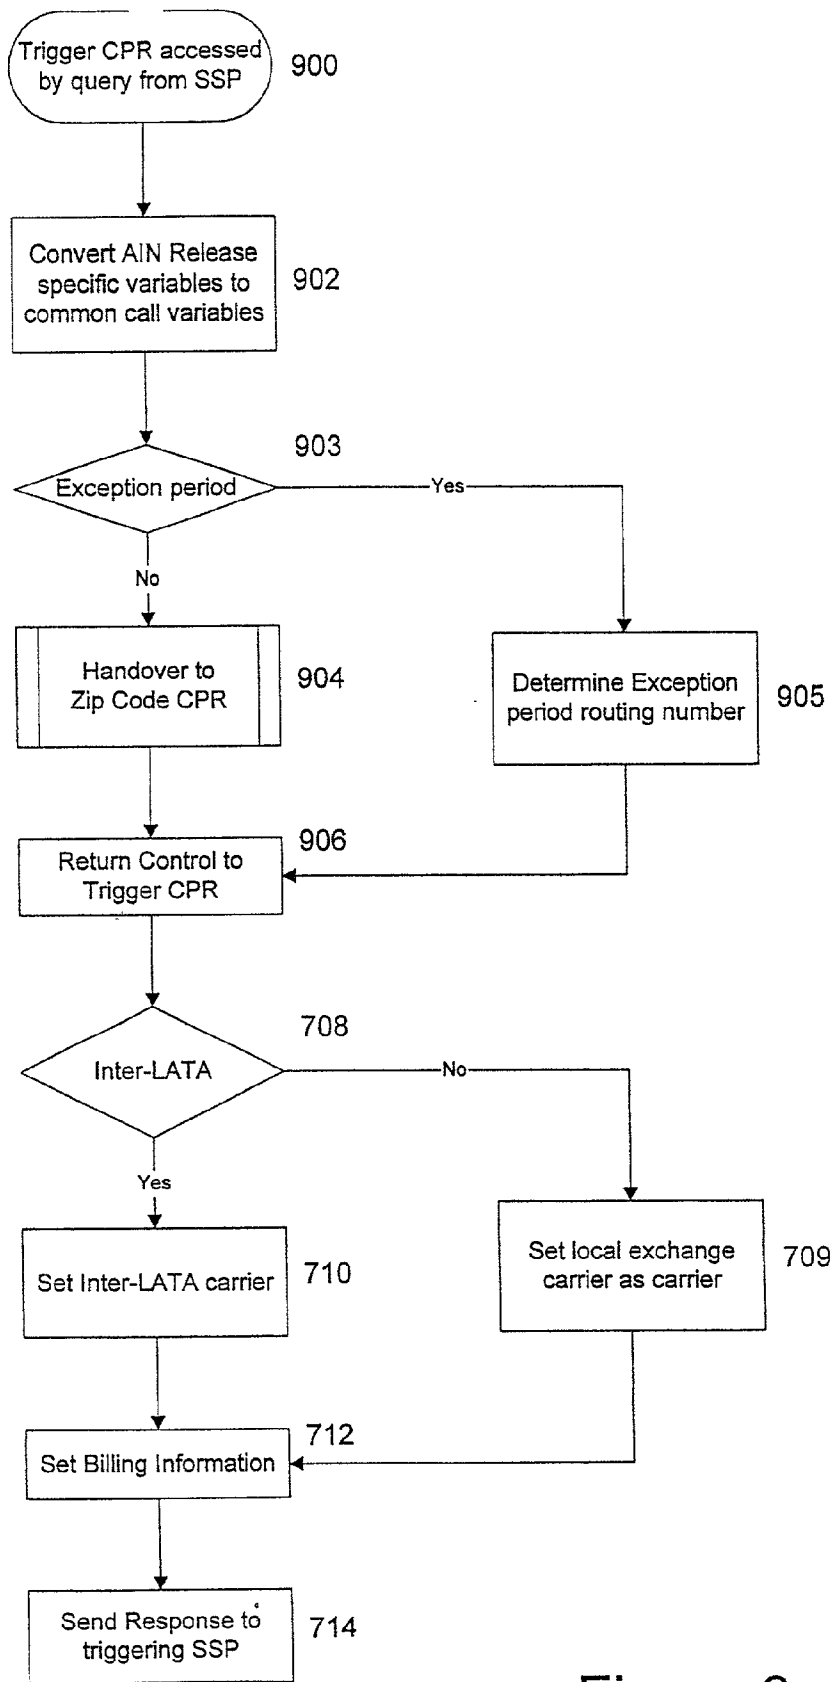 Trigger CPR accessed
by query from SSP
900
Convert AIN Release
specific variables to
common call variables
902
903
Exception period
Yes
No
Handover to
Zip Code CPR
904
Determine Exception
period routing number
905
906
Return Control to
Trigger CPR
708
Inter-LATA
No
Yes
Set Inter-LATA carrier
710
Set local exchange
carrier as carrier
709
712
Set Billing Information
Send Response to
triggering SSP
714